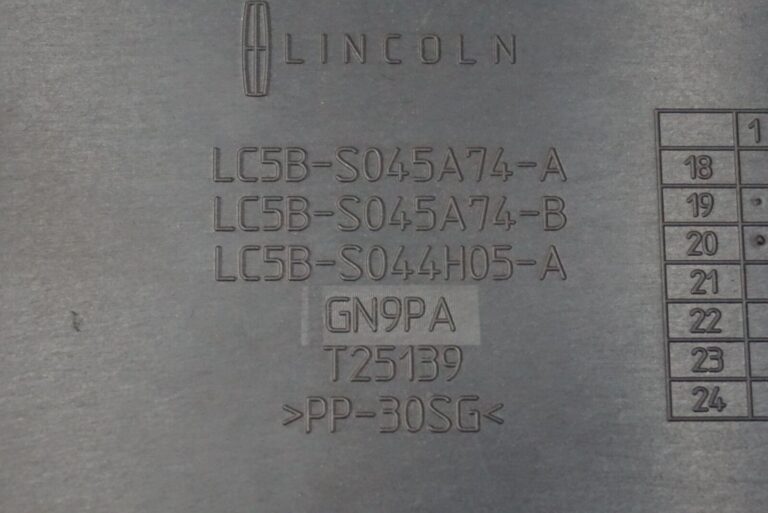 LINCOLN
LC5B-S045A74-A
LC5B-S045A74-B
LC5B-S044H05-A
GN9PA
T25139
>PP-30SG<
1
18
19
20
21
22
23
24